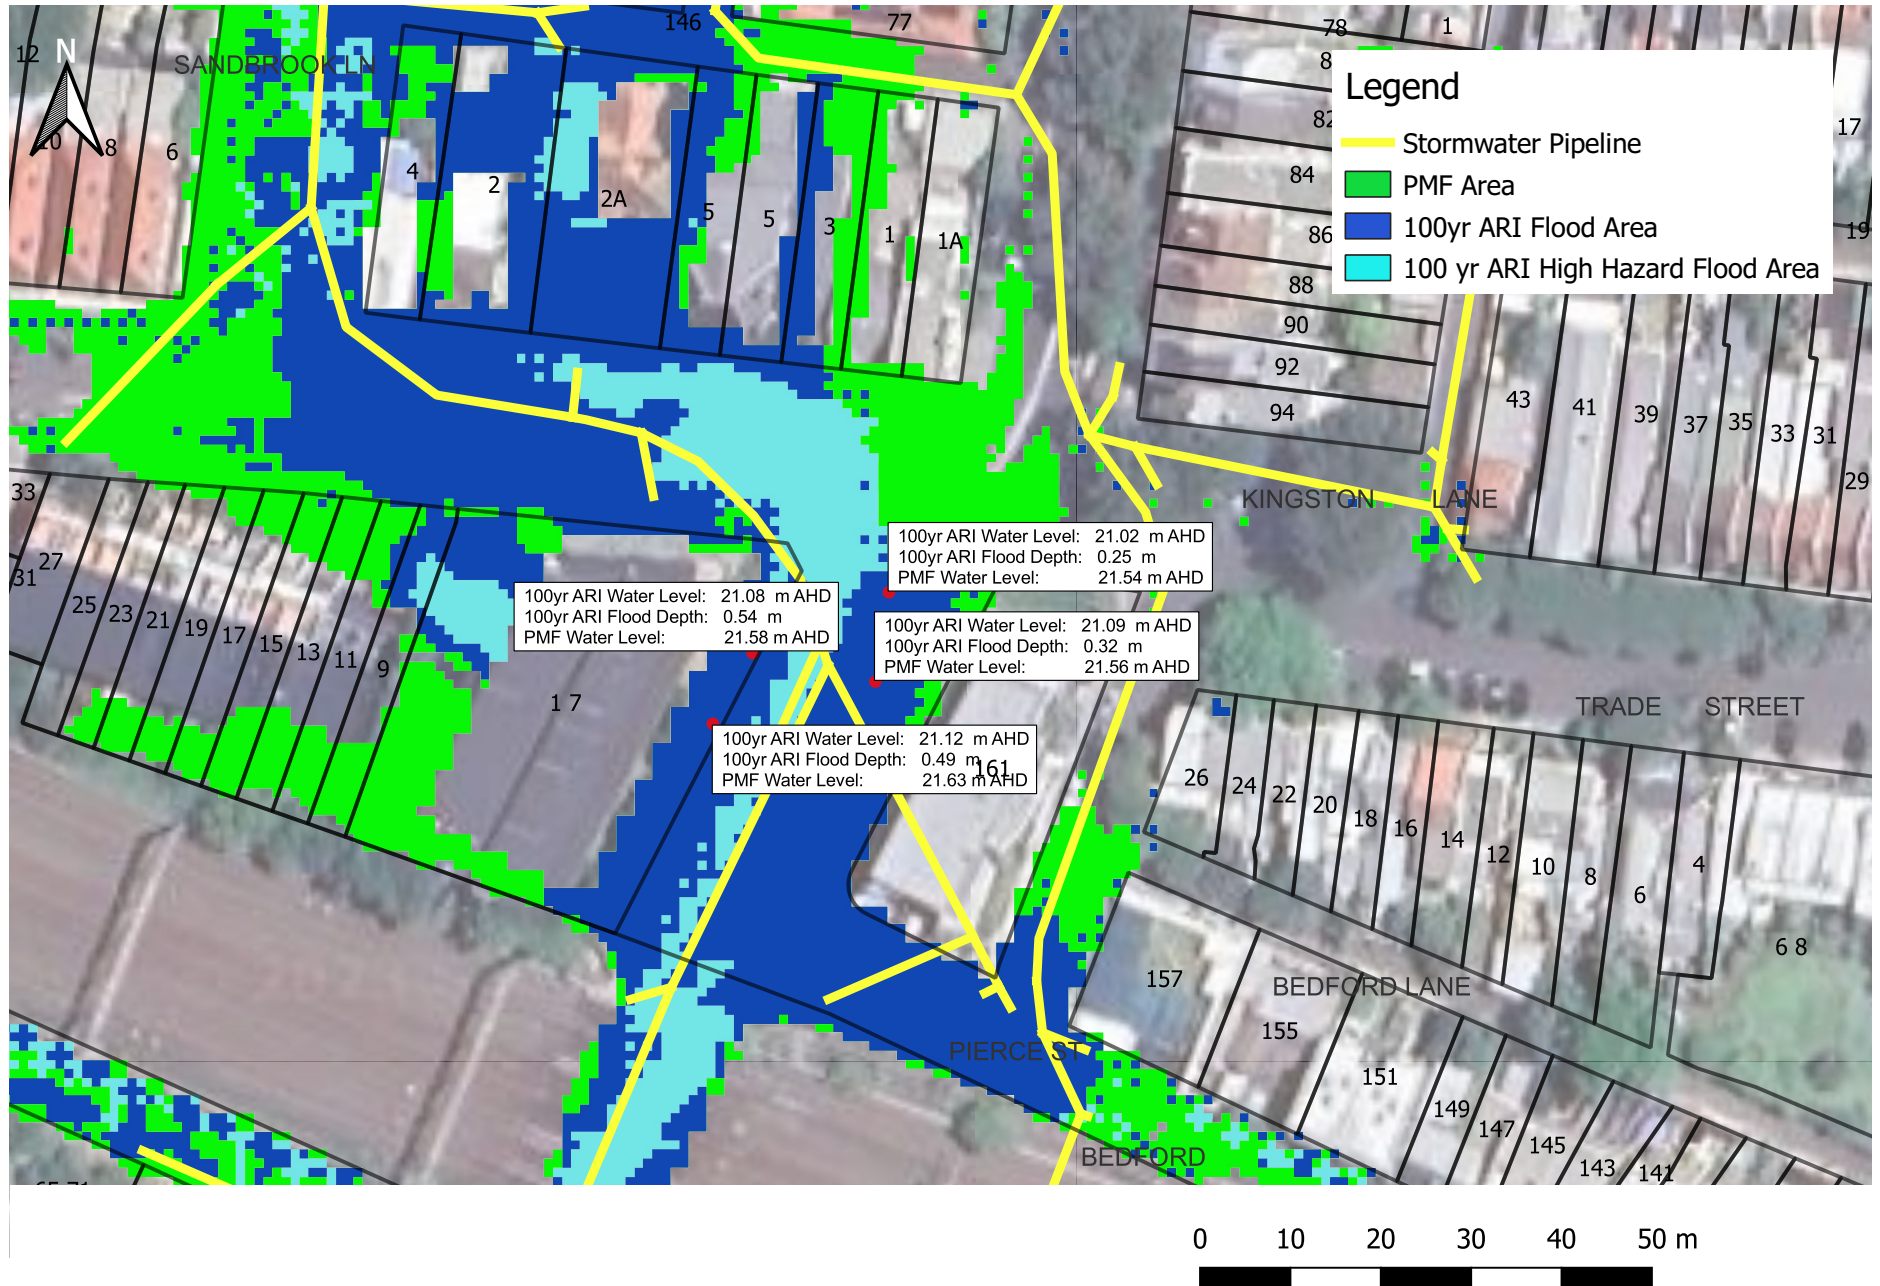 146
77
78
1
12
N
SANDBROOK LN
8
Legend
Stormwater Pipeline
PMF Area
100yr ARI Flood Area
100 yr ARI High Hazard Flood Area
82
17
10
8
6
4
2
2A
84
5
5
3
1
1A
86
19
88
90
92
94
43
41
39
37
35
33
31
29
33
KINGSTON LANE
27
31
25
23
21
19
17
15
13
11
9
100yr ARI Water Level: 21.02 m AHD
100yr ARI Flood Depth: 0.25 m
PMF Water Level: 21.54 m AHD
100yr ARI Water Level: 21.08 m AHD
100yr ARI Flood Depth: 0.54 m
PMF Water Level: 21.58 m AHD
100yr ARI Water Level: 21.09 m AHD
100yr ARI Flood Depth: 0.32 m
PMF Water Level: 21.56 m AHD
1 7
TRADE STREET
100yr ARI Water Level: 21.12 m AHD
100yr ARI Flood Depth: 0.49 m
PMF Water Level: 21.63 m AHD
161
26
24
22
20
18
16
14
12
10
8
6
4
6 8
157
BEDFORD LANE
155
PIERCE ST
151
149
147
145
143
141
BEDFORD
0 10 20 30 40 50 m